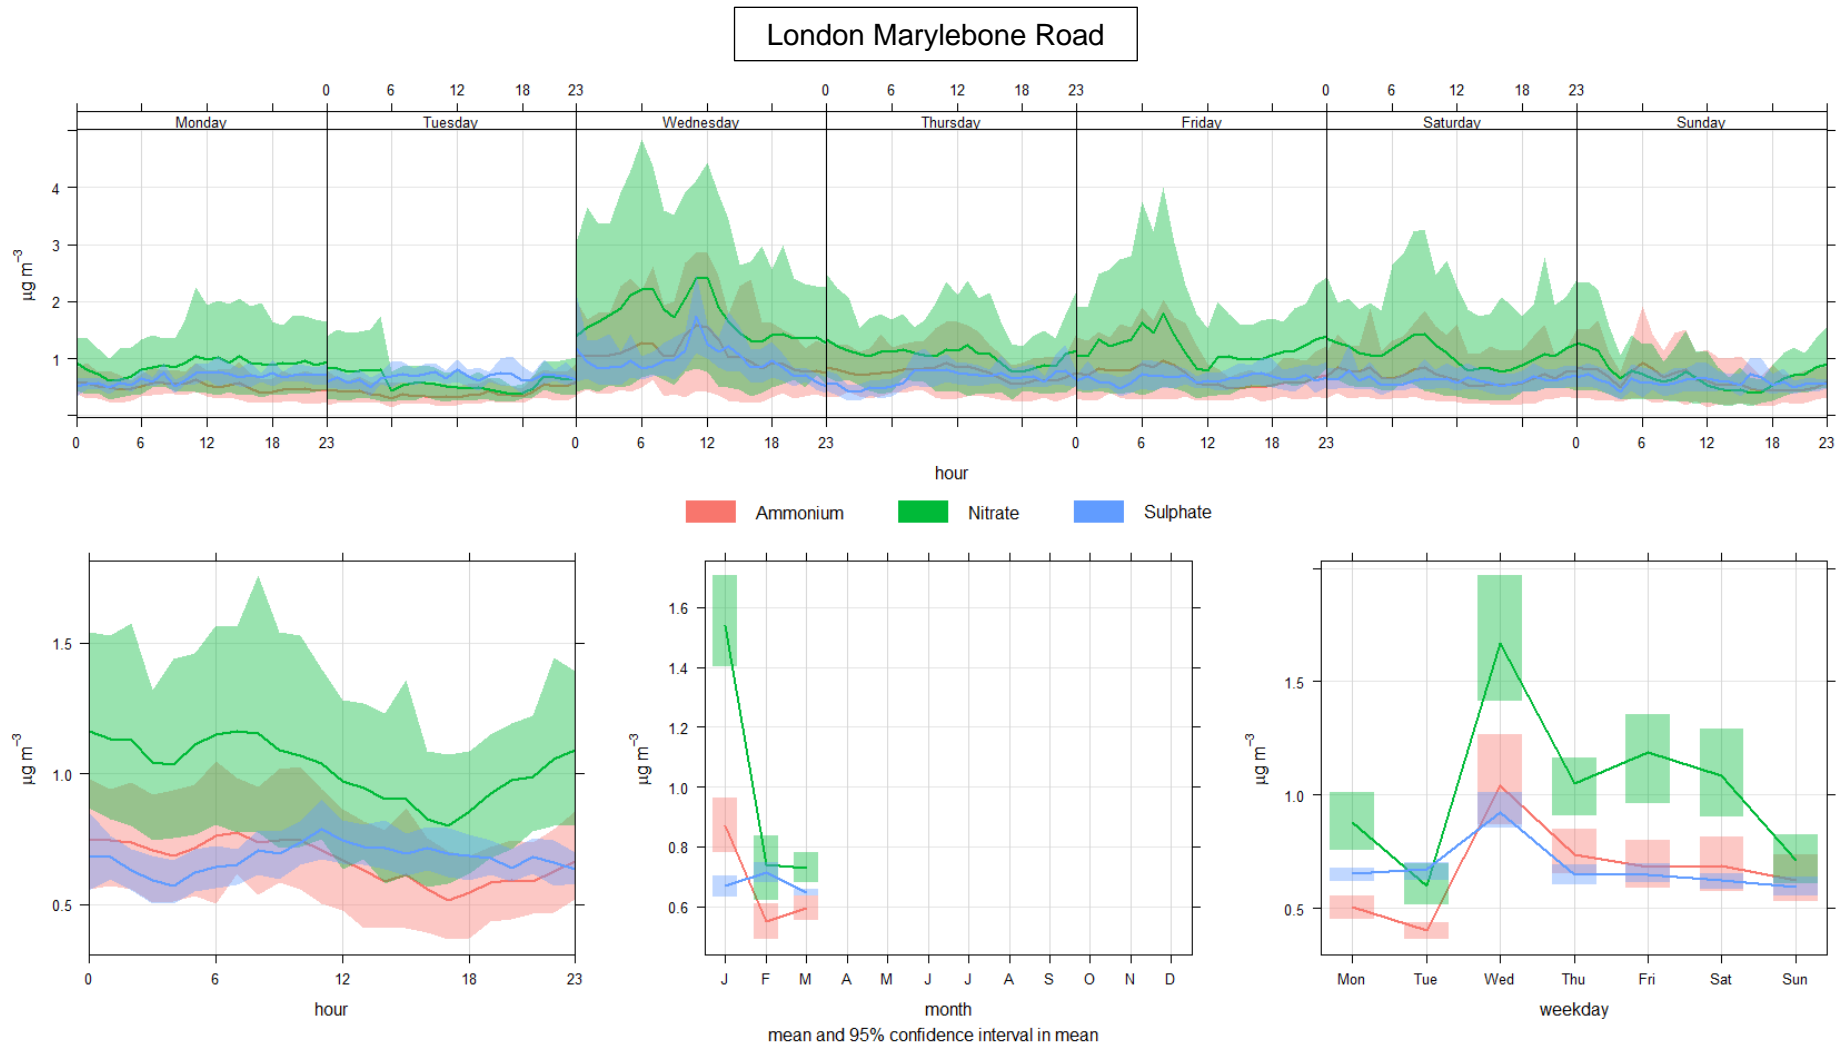 London Marylebone Road
0 6 12 18 23 0 6 12 18 23 0 6 12 18 23
Monday Tuesday Wednesday Thursday Friday Saturday Sunday
4
3
2
1
µg m⁻³
0 6 12 18 23 0 6 12 18 23 0 6 12 18 23 0 6 12 18 23
hour
Ammonium Nitrate Sulphate
1.5
1.0
0.5
µg m⁻³
0 6 12 18 23
hour
1.6
1.4
1.2
1.0
0.8
0.6
µg m⁻³
J F M A M J J A S O N D
month
1.5
1.0
0.5
µg m⁻³
Mon Tue Wed Thu Fri Sat Sun
weekday
mean and 95% confidence interval in mean